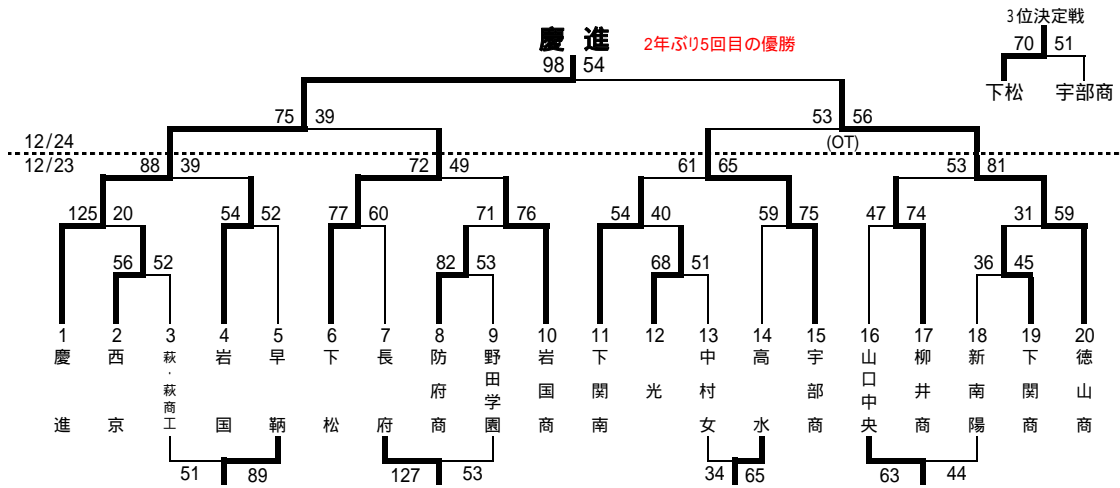 3位決定戦
慶進 2年ぶり5回目の優勝
70 51
98 54
下松 宇部商
75 39 53 56
12/24 (OT)
12/23
88 39 72 49 61 65 53 81
125 20 54 52 77 60 71 76 54 40 59 75 47 74 31 59
56 52 82 53 68 51 36 45
1 2 3 4 5 6 7 8 9 10 11 12 13 14 15 16 17 18 19 20
慶進
西京
萩・萩商工
岩国
早鞆
下松
長府
防府商
野田学園
岩国商
下関南
光
中村女
高水
宇部商
山口中央
柳井商
新南陽
下関商
徳山商
51 89 127 53 34 65 63 44